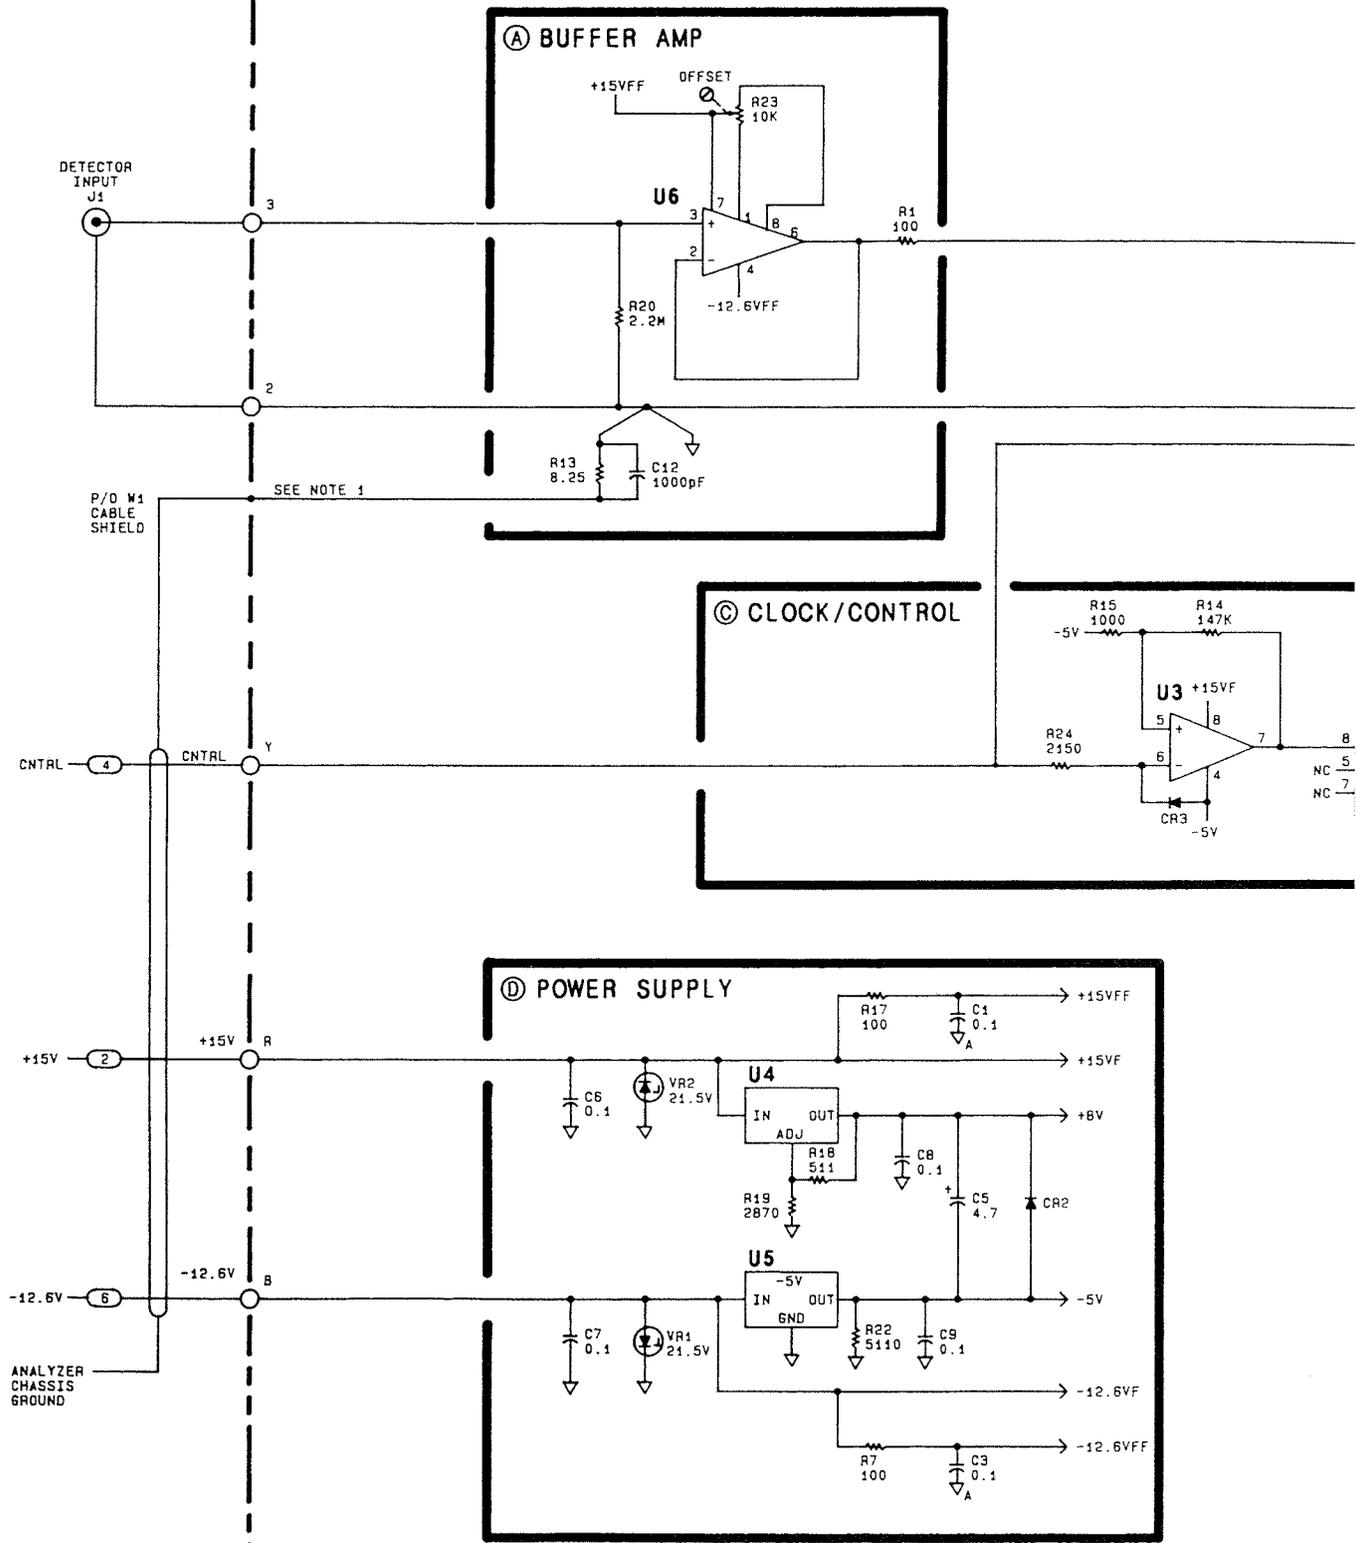 Ⓐ BUFFER AMP
OFFSET
+15VFF
R23
10K
DETECTOR
INPUT
J1
3
U6
7
3
+
1
8
6
R1
100
2
-
4
-12.6VFF
R20
2.2M
2
R13
8.25
C12
1000pF
P/O W1
CABLE
SHIELD
SEE NOTE 1
Ⓒ CLOCK/CONTROL
R15
1000
R14
147K
-5V
U3
+15VF
5
+
8
7
8
R24
2150
6
-
4
NC 5
NC 7
CR3
-5V
CNTRL
4
CNTRL
Y
Ⓓ POWER SUPPLY
+15VFF
R17
100
C1
0.1
A
+15V
2
+15V
R
+15VF
C6
0.1
VR2
21.5V
U4
IN
OUT
ADJ
+8V
R18
511
R19
2870
C8
0.1
+
C5
4.7
CR2
U5
-5V
IN
OUT
GND
-12.6V
6
-12.6V
B
-5V
C7
0.1
VR1
21.5V
R22
5110
C9
0.1
ANALYZER
CHASSIS
GROUND
-12.6VF
-12.6VFF
R7
100
C3
0.1
A